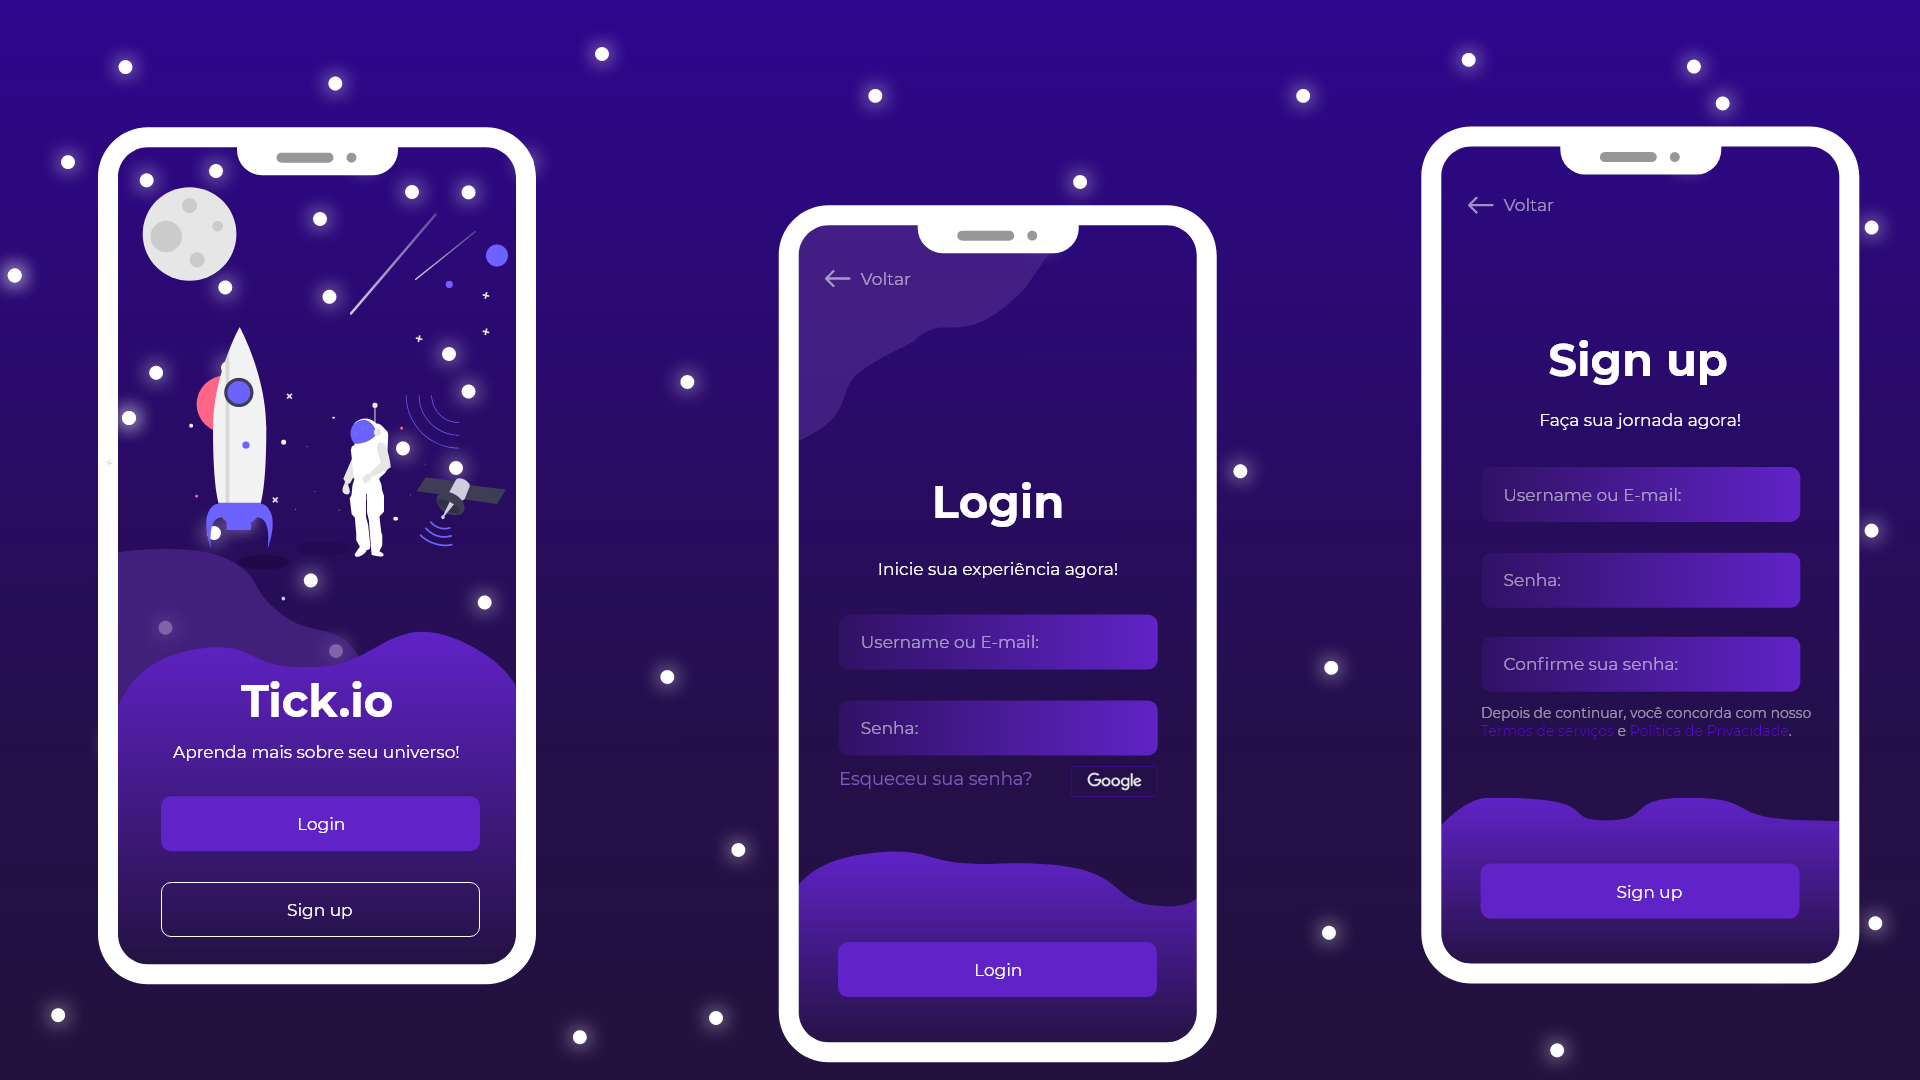 Tick.io
Aprenda mais sobre seu universo!
Login
Sign up
Voltar
Login
Inicie sua experiência agora!
Username ou E-mail:
Senha:
Esqueceu sua senha?
Google
Login
Voltar
Sign up
Faça sua jornada agora!
Username ou E-mail:
Senha:
Confirme sua senha:
Depois de continuar, você concorda com nosso
Termos de serviços e Política de Privacidade.
Sign up